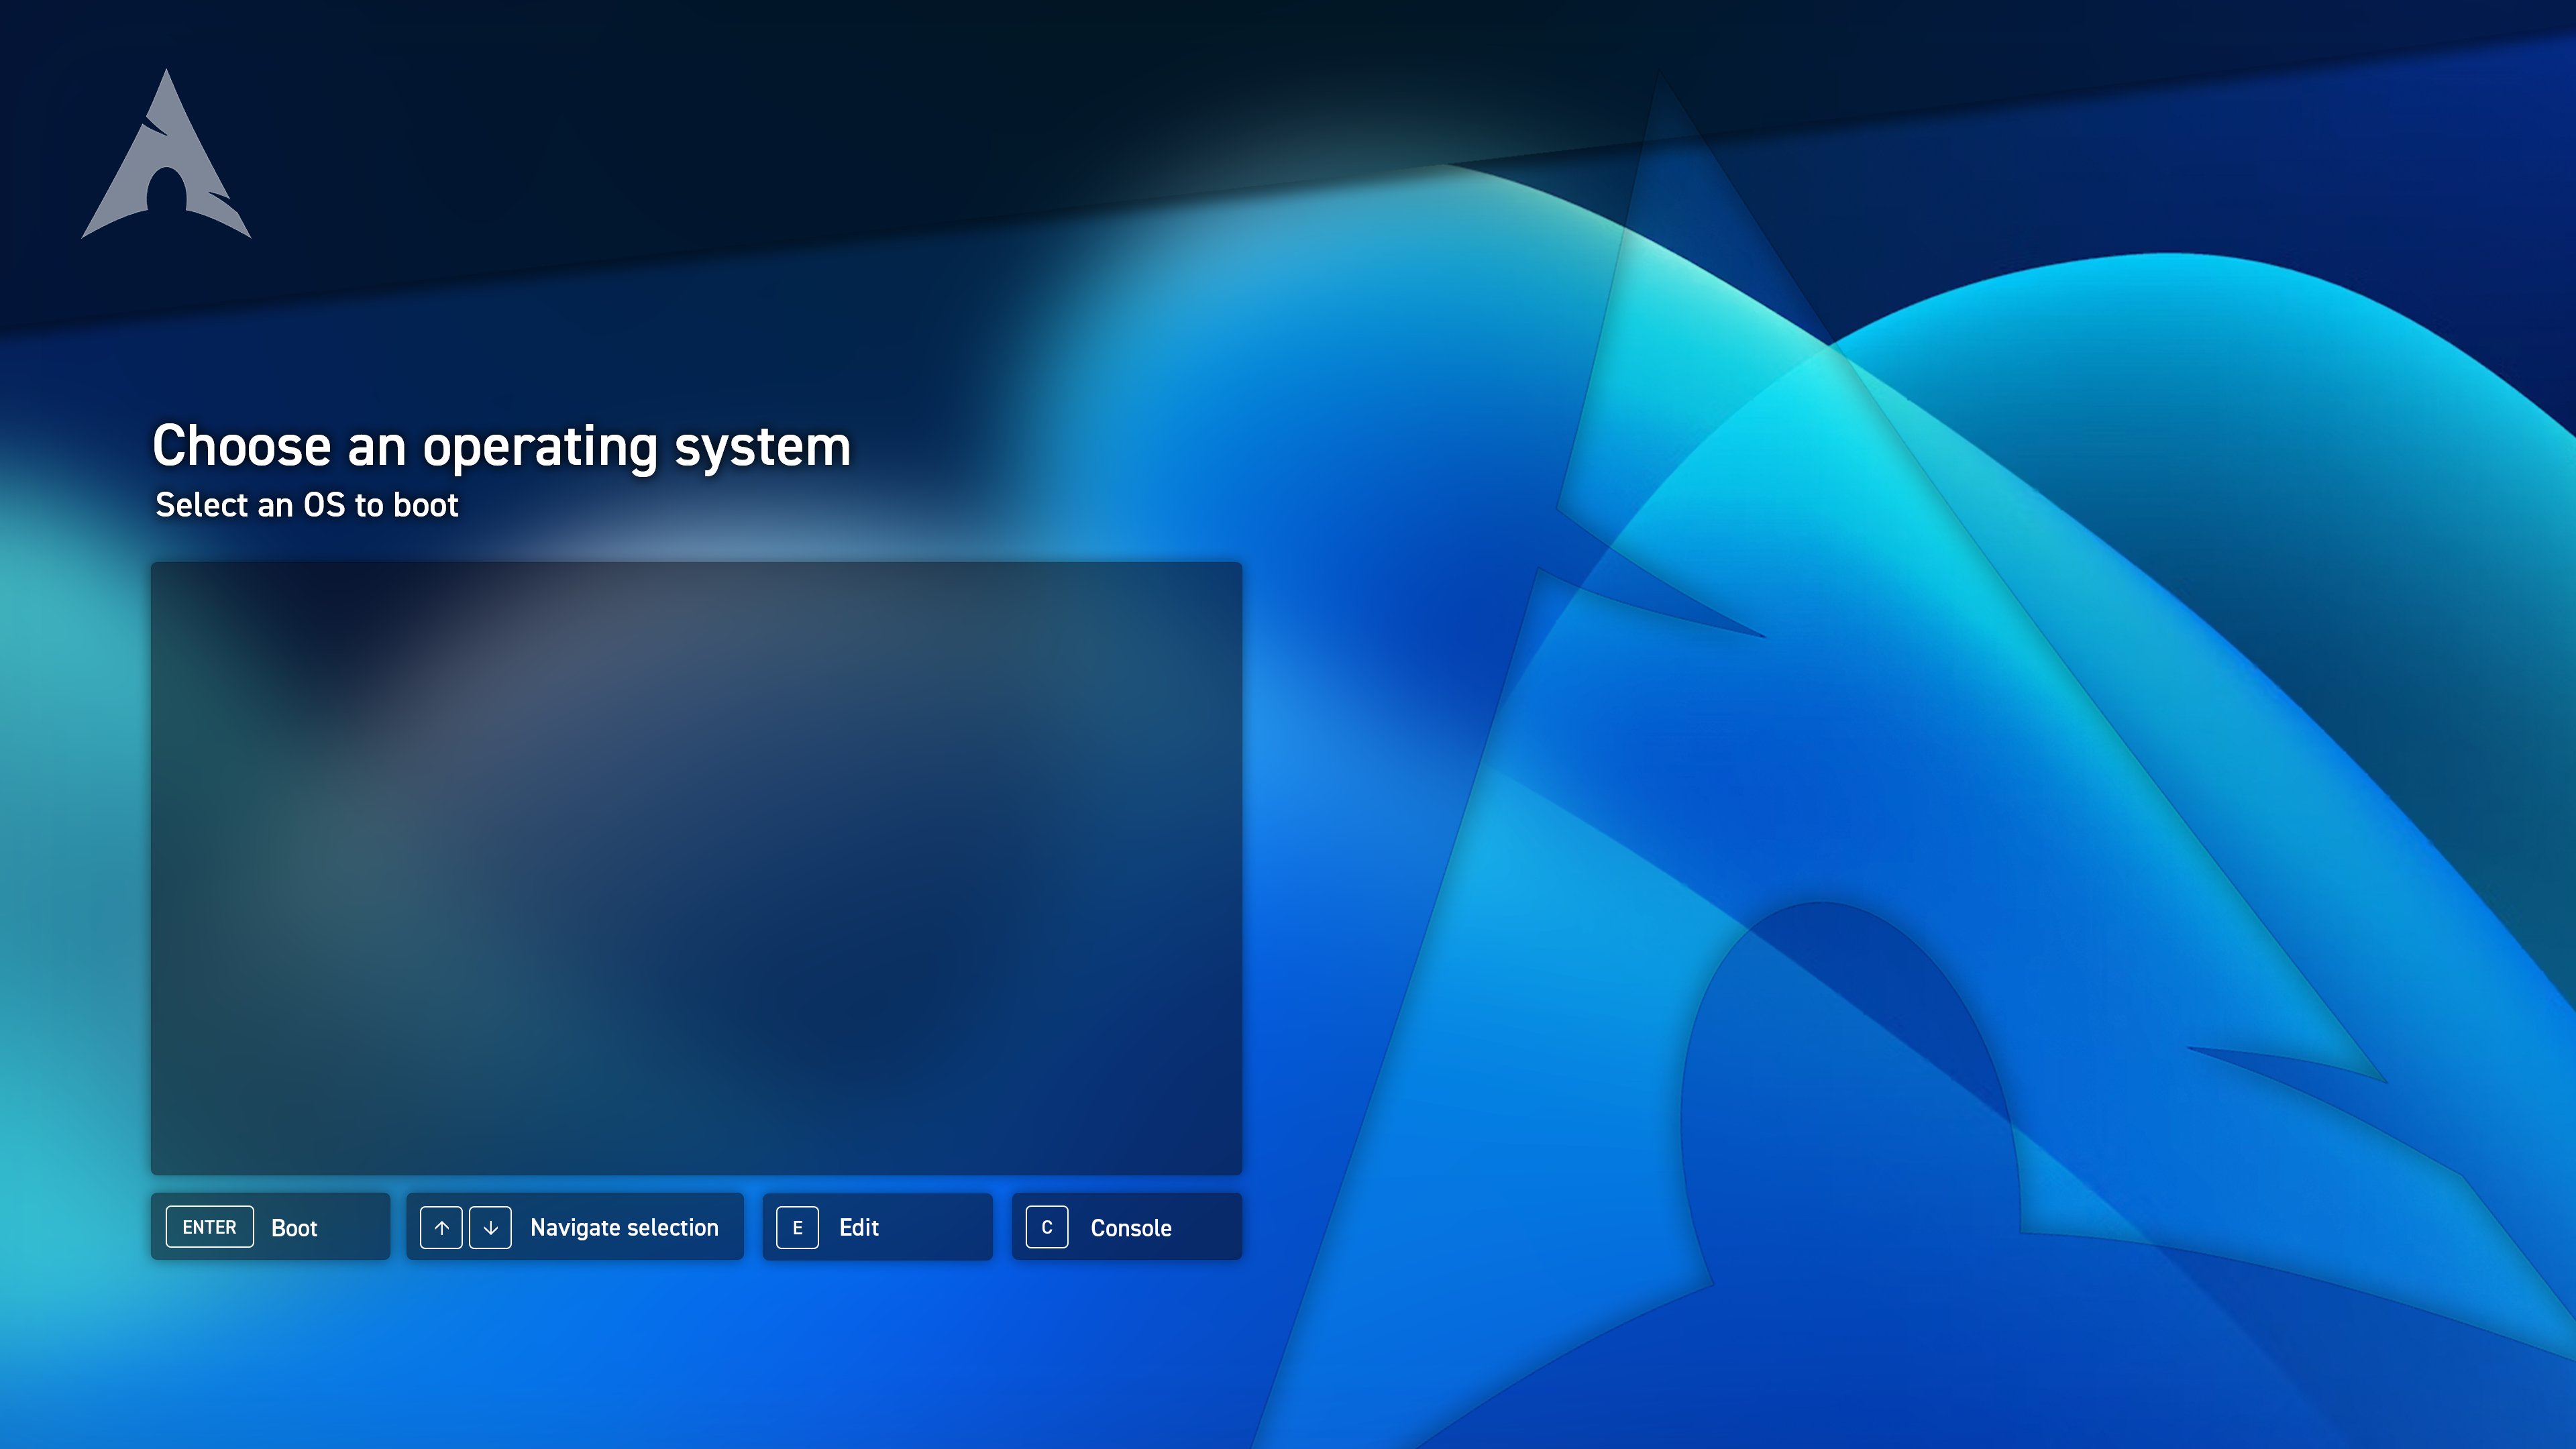 Choose an operating system
Select an OS to boot
ENTER Boot ↑ ↓ Navigate selection E Edit C Console